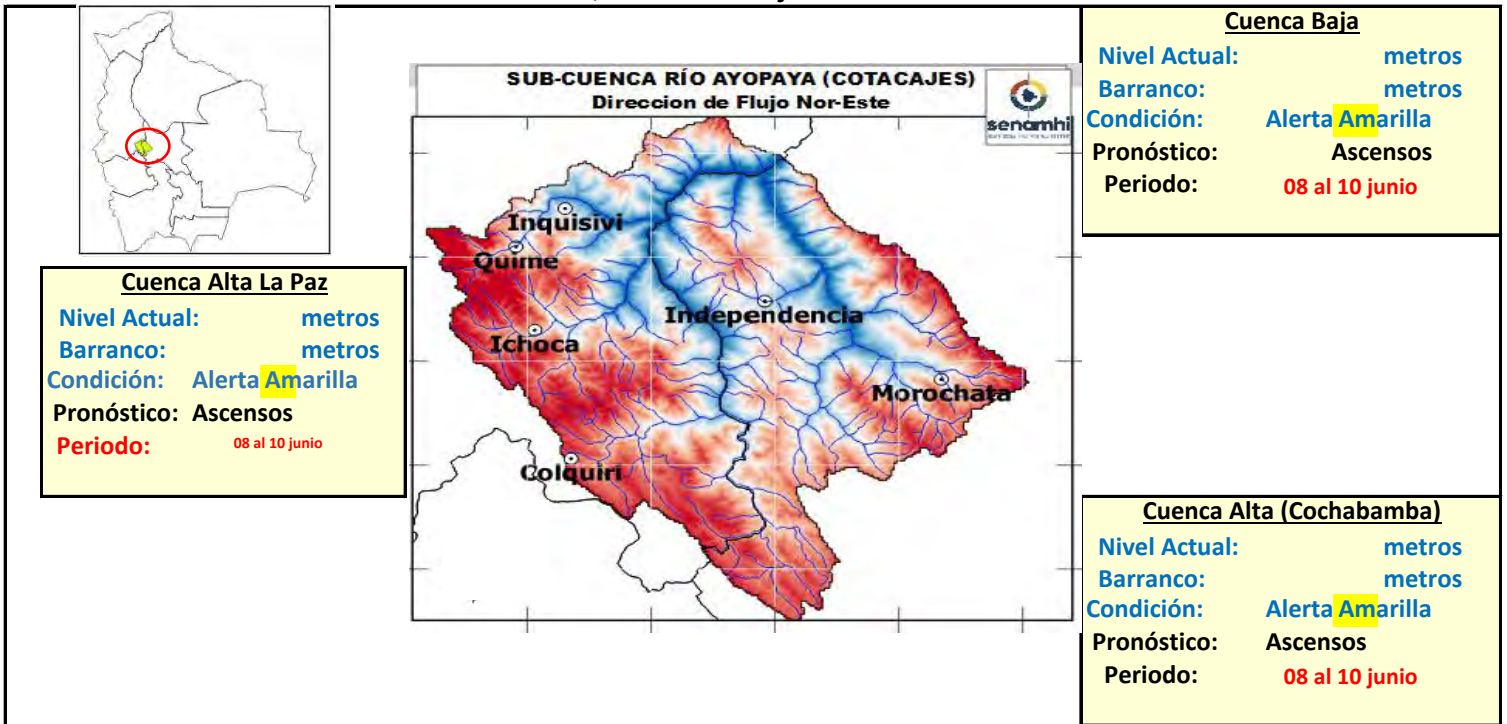 Cuenca Baja
Nivel Actual: metros
Barranco: metros
Condición: Alerta Amarilla
Pronóstico: Ascensos
Periodo: 08 al 10 junio
SUB-CUENCA RÍO AYOPAYA (COTACAJES)
Direccion de Flujo Nor-Este
senamhi
Inquisivi
Quime
Independencia
Ichoca
Morochata
Colquiri
Cuenca Alta La Paz
Nivel Actual: metros
Barranco: metros
Condición: Alerta Amarilla
Pronóstico: Ascensos
Periodo: 08 al 10 junio
Cuenca Alta (Cochabamba)
Nivel Actual: metros
Barranco: metros
Condición: Alerta Amarilla
Pronóstico: Ascensos
Periodo: 08 al 10 junio